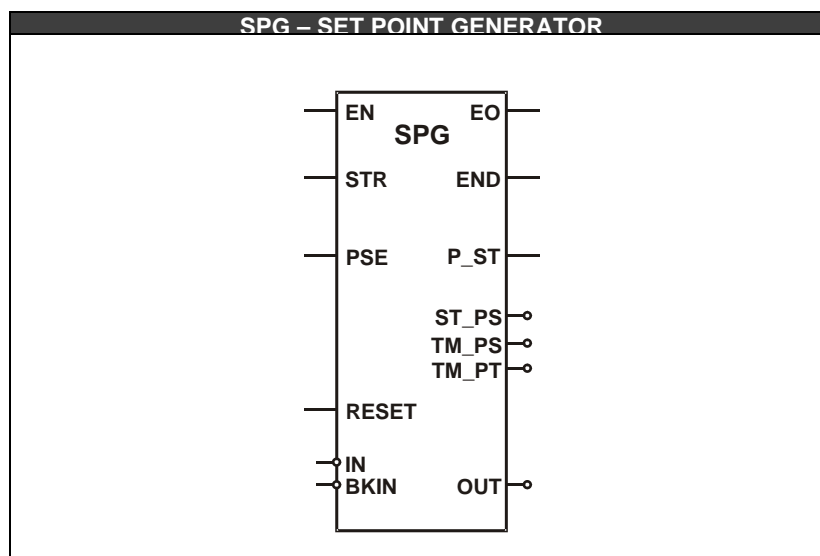 SPG – SET POINT GENERATOR
EN EO
SPG
STR END
PSE P_ST
ST_PS
TM_PS
TM_PT
RESET
IN
BKIN OUT